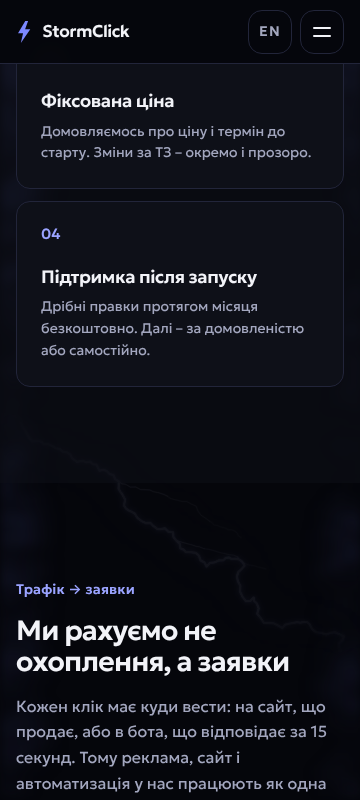 StormClick
EN
Фіксована ціна
Домовляємось про ціну і термін до
старту. Зміни за ТЗ – окремо і прозоро.
04
Підтримка після запуску
Дрібні правки протягом місяця
безкоштовно. Далі – за домовленістю
або самостійно.
Трафік → заявки
Ми рахуємо не
охоплення, а заявки
Кожен клік має куди вести: на сайт, що
продає, або в бота, що відповідає за 15
секунд. Тому реклама, сайт і
автоматизація у нас працюють як одна